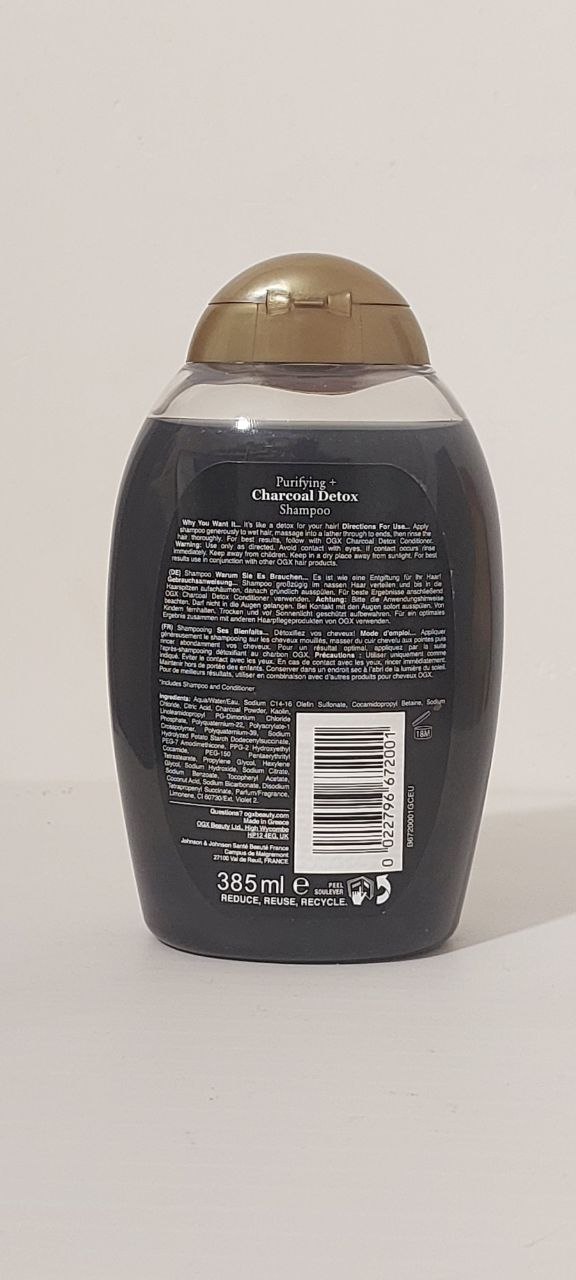 Purifying +
Charcoal Detox
Shampoo
Why You Want it... It's like a detox for your hair! Directions For Use... Apply
shampoo generously to wet hair, massage into a lather through to ends, then rinse the
hair thoroughly. For best results, follow with OGX Charcoal Detox Conditioner.
Warning: Use only as directed. Avoid contact with eyes. If contact occurs rinse
immediately. Keep away from children. Keep in a dry place away from sunlight. For best
results use in conjunction with other OGX hair products.
(DE) Shampoo Warum Sie Es Brauchen... Es ist wie eine Entgiftung für Ihr Haar!
Gebrauchsanweisung... Shampoo großzügig im nassen Haar verteilen und bis in die
Haarspitzen aufschäumen, danach gründlich ausspülen. Für beste Ergebnisse anschließend
OGX Charcoal Detox Conditioner verwenden. Achtung: Bitte die Anwendungshinweise
beachten. Darf nicht in die Augen gelangen. Bei Kontakt mit den Augen sofort ausspülen. Von
Kindern fernhalten. Trocken und vor Sonnenlicht geschützt aufbewahren. Für ein optimales
Ergebnis zusammen mit anderen Haarpflegeprodukten von OGX verwenden.
(FR) Shampooing Ses Bienfaits... Détoxifiez vos cheveux! Mode d'emploi... Appliquer
généreusement le shampooing sur les cheveux mouillés, masser du cuir chevelu aux pointes puis
rincer abondamment vos cheveux. Pour un résultat optimal, appliquez par la suite
l'après-shampooing détoxifiant au charbon OGX. Précautions : Utiliser uniquement comme
indiqué. Éviter le contact avec les yeux. En cas de contact avec les yeux, rincer immédiatement.
Maintenir hors de portée des enfants. Conserver dans un endroit sec à l'abri de la lumière du soleil.
Pour de meilleurs résultats, utiliser en combinaison avec d'autres produits pour cheveux OGX.
*Includes Shampoo and Conditioner
Ingredients: Aqua/Water/Eau, Sodium C14-16 Olefin Sulfonate, Cocamidopropyl Betaine, Sodium
Chloride, Citric Acid, Charcoal Powder, Kaolin,
Linoleamidopropyl PG-Dimonium Chloride
Phosphate, Polyquaternium-22, Polyacrylate-1
Crosspolymer, Polyquaternium-39, Sodium
Hydrolyzed Potato Starch Dodecenylsuccinate,
PEG-7 Amodimethicone, PPG-2 Hydroxyethyl
Cocamide, PEG-150 Pentaerythrityl
Tetrastearate, Propylene Glycol, Hexylene
Glycol, Sodium Hydroxide, Sodium Citrate,
Sodium Benzoate, Tocopheryl Acetate,
Coconut Acid, Sodium Bicarbonate, Disodium
Tetrapropenyl Succinate, Parfum/Fragrance,
Limonene, CI 60730/Ext. Violet 2.
18M
Questions? ogxbeauty.com
Made in Greece
OGX Beauty Ltd., High Wycombe
HP12 4EG, UK
Johnson & Johnson Santé Beauté France
Campus de Maigremont
27100 Val de Reuil, FRANCE
0 022796 672001
B6720001GCEU
385ml e
PEEL
SOULEVER
REDUCE, REUSE, RECYCLE.